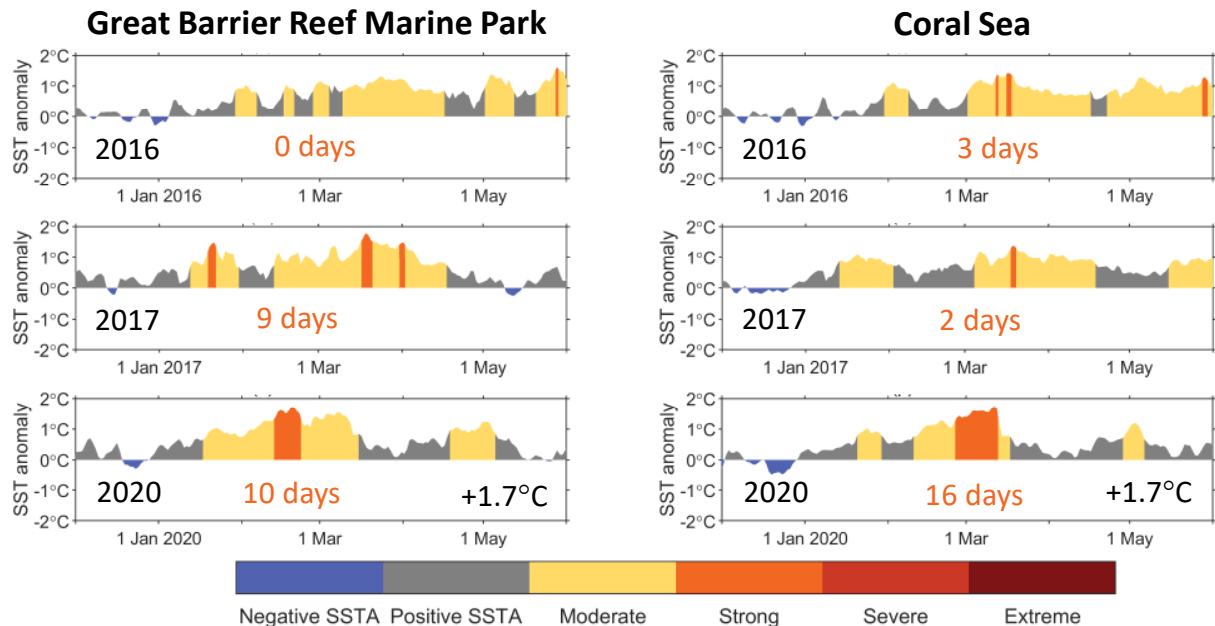 Great Barrier Reef Marine Park
Coral Sea
SST anomaly
2°C
1°C
0°C
-1°C
-2°C
2016
0 days
1 Jan 2016
1 Mar
1 May
SST anomaly
2°C
1°C
0°C
-1°C
-2°C
2016
3 days
1 Jan 2016
1 Mar
1 May
SST anomaly
2°C
1°C
0°C
-1°C
-2°C
2017
9 days
1 Jan 2017
1 Mar
1 May
SST anomaly
2°C
1°C
0°C
-1°C
-2°C
2017
2 days
1 Jan 2017
1 Mar
1 May
SST anomaly
2°C
1°C
0°C
-1°C
-2°C
2020
10 days
+1.7°C
1 Jan 2020
1 Mar
1 May
SST anomaly
2°C
1°C
0°C
-1°C
-2°C
2020
16 days
+1.7°C
1 Jan 2020
1 Mar
1 May
Negative SSTA Positive SSTA Moderate Strong Severe Extreme